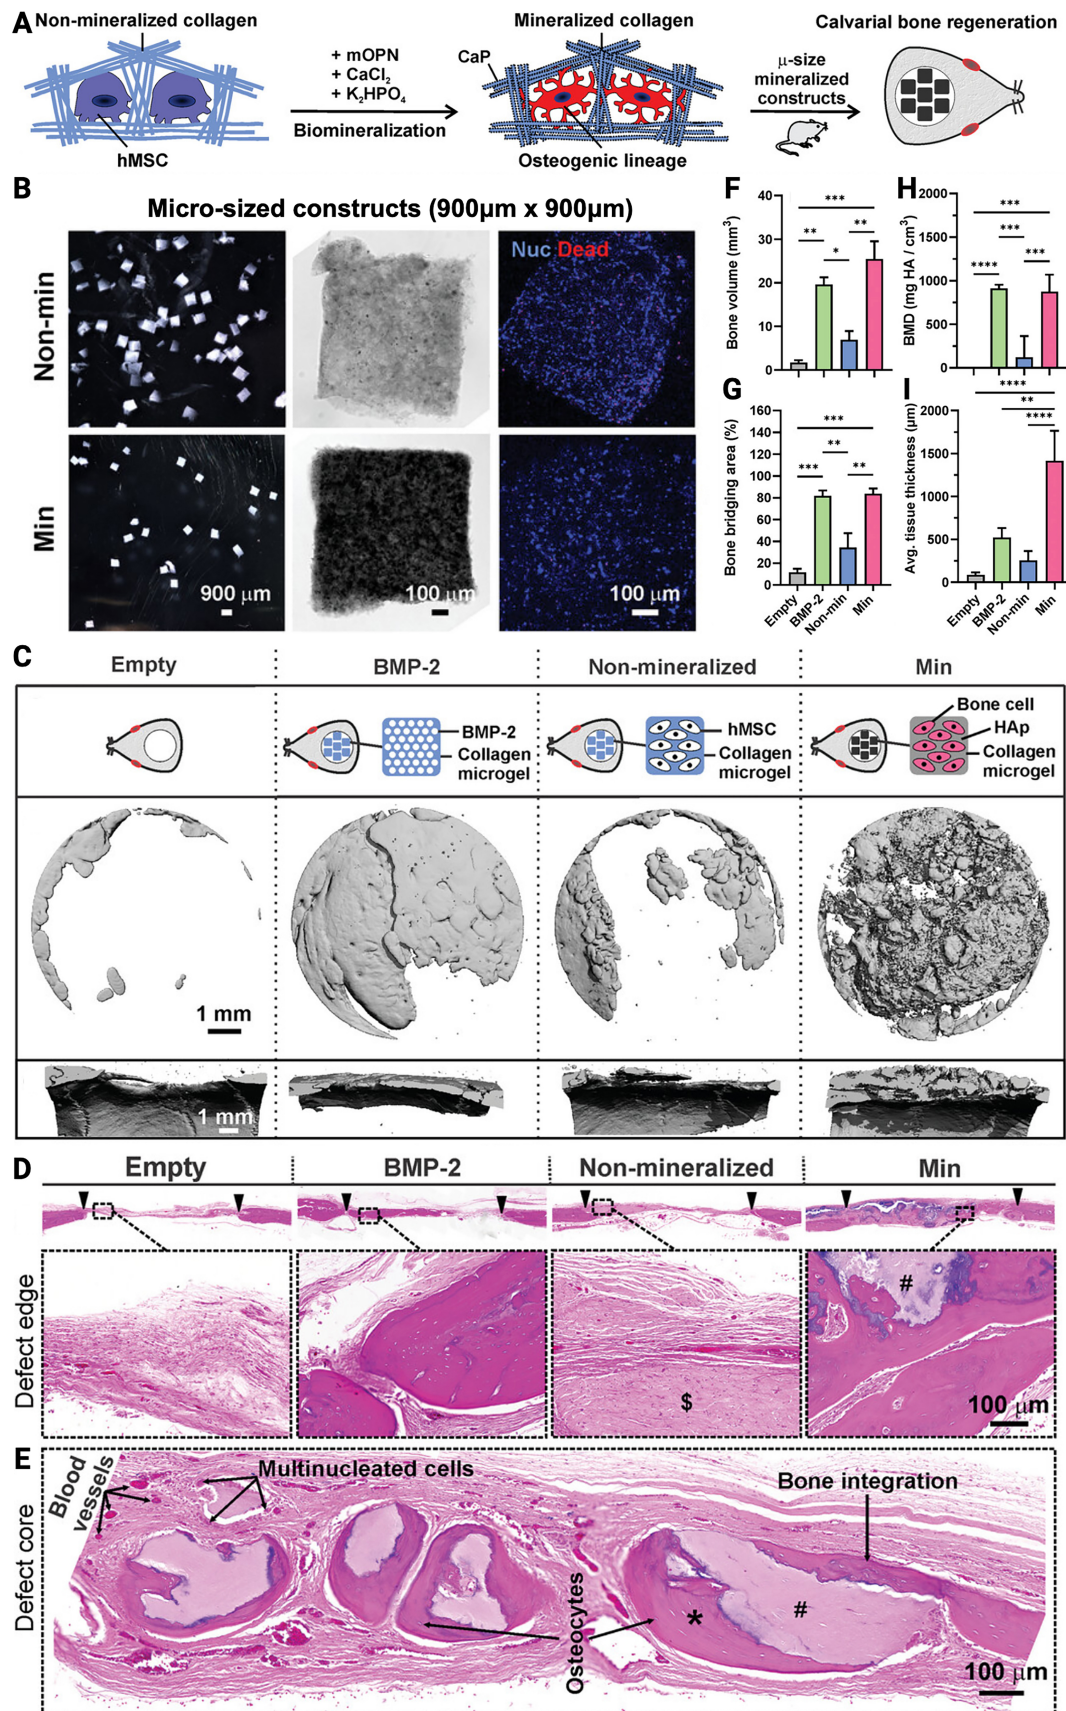 A
Non-mineralized collagen
hMSC
+ mOPN
+ CaCl2
+ K2HPO4
Biomineralization
Mineralized collagen
CaP
Osteogenic lineage
μ-size
mineralized
constructs
Calvarial bone regeneration
B
Micro-sized constructs (900μm x 900μm)
Non-min
Nuc Dead
Min
900 μm
100 μm
100 μm
F
Bone volume (mm³)
40
30
20
10
0
***
**
*
**
H
BMD (mg HA / cm³)
2000
1500
1000
500
0
***
***
****
***
G
Bone bridging area (%)
160
140
120
100
80
60
40
20
0
***
**
***
**
Empty
BMP-2
Non-min
Min
I
Avg. tissue thickness (μm)
2000
1500
1000
500
0
****
**
****
Empty
BMP-2
Non-min
Min
C
Empty
BMP-2
Non-mineralized
Min
BMP-2
Collagen
microgel
hMSC
Collagen
microgel
Bone cell
HAp
Collagen
microgel
1 mm
1 mm
D
Empty
BMP-2
Non-mineralized
Min
Defect edge
$
#
100 μm
E
Defect core
Blood
vessels
Multinucleated cells
Bone integration
Osteocytes
*
#
100 μm